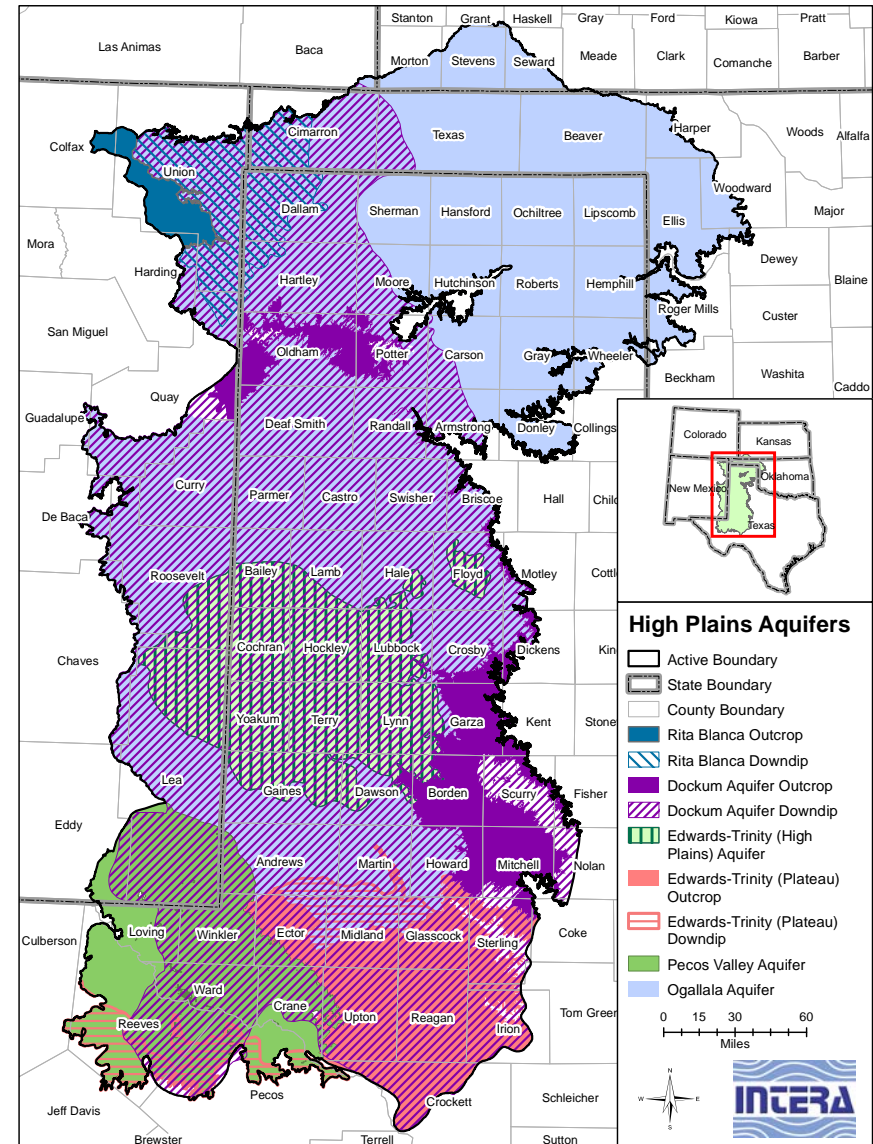 Stanton Grant Haskell Gray Ford Kiowa Pratt
Las Animas Baca
Morton Stevens Seward Meade Clark Comanche Barber
Colfax Cimarron Texas Beaver Harper Woods Alfalfa
Union
Dallam Sherman Hansford Ochiltree Lipscomb Ellis Woodward Major
Mora
Harding Hartley Moore Hutchinson Roberts Hemphill Dewey Blaine
Roger Mills Custer
San Miguel
Oldham Potter Carson Gray Wheeler
Beckham Washita Caddo
Quay
Guadalupe
Deaf Smith Randall Armstrong Donley Collings
Curry Parmer Castro Swisher Briscoe Hall Chilc
De Baca
Roosevelt Bailey Lamb Hale Floyd Motley Cottl
Chaves Cochran Hockley Lubbock Crosby Dickens Kin
Yoakum Terry Lynn Garza Kent Stone
Lea Gaines Dawson Borden Scurry Fisher
Eddy
Andrews Martin Howard Mitchell Nolan
Culberson Loving Winkler Ector Midland Glasscock Sterling Coke
Ward
Reeves Crane Upton Reagan Irion Tom Green
Pecos
Jeff Davis Crockett Schleicher
Brewster Terrell Sutton
Colorado Kansas
New Mexico Oklahoma
Texas
High Plains Aquifers
Active Boundary
State Boundary
County Boundary
Rita Blanca Outcrop
Rita Blanca Downdip
Dockum Aquifer Outcrop
Dockum Aquifer Downdip
Edwards-Trinity (High
Plains) Aquifer
Edwards-Trinity (Plateau)
Outcrop
Edwards-Trinity (Plateau)
Downdip
Pecos Valley Aquifer
Ogallala Aquifer
0 15 30 60
Miles
N
W E
S
INTERA